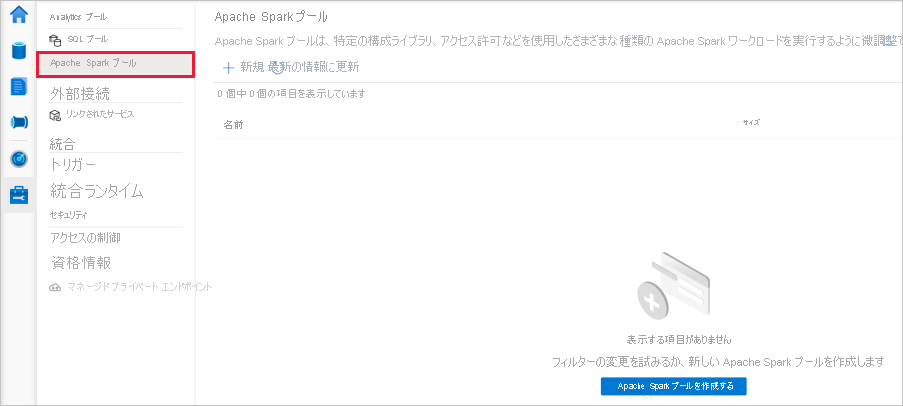 Analytics プール
SQL プール
Apache Spark プール
外部接続
リンクされたサービス
統合
トリガー
統合ランタイム
セキュリティ
アクセスの制御
資格情報
マネージド プライベート エンドポイント
Apache Spark プール
Apache Spark プールは、特定の構成ライブラリ、アクセス許可などを使用したさまざまな 種類の Apache Spark ワークロードを実行するように微調整で
+ 新規 最新の情報に更新
0 個中 0 個の項目を表示しています
名前 サイズ
表示する項目がありません
フィルターの変更を試みるか、新しい Apache Spark プールを作成します
Apache Spark プールを作成する